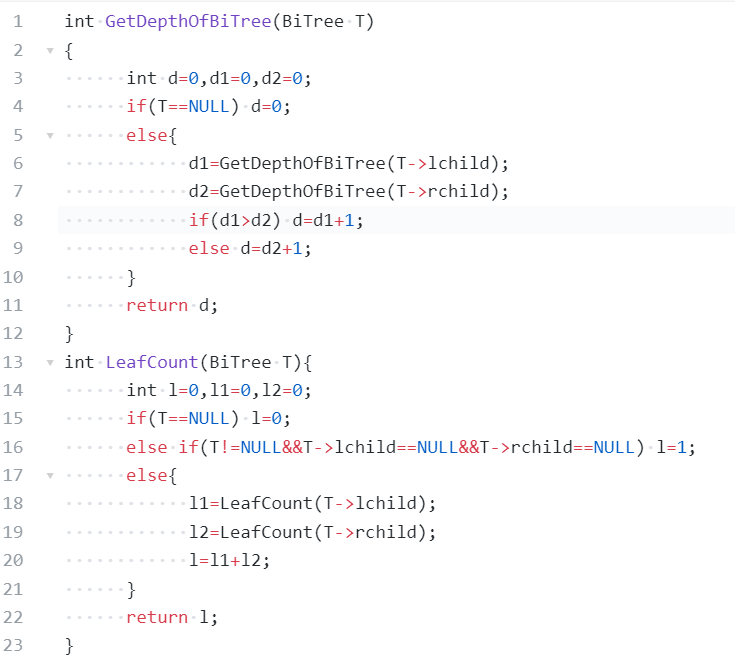 1 int GetDepthOfBiTree(BiTree T)
2 {
3 int d=0,d1=0,d2=0;
4 if(T==NULL) d=0;
5 else{
6 d1=GetDepthOfBiTree(T->lchild);
7 d2=GetDepthOfBiTree(T->rchild);
8 if(d1>d2) d=d1+1;
9 else d=d2+1;
10 }
11 return d;
12 }
13 int LeafCount(BiTree T){
14 int l=0,l1=0,l2=0;
15 if(T==NULL) l=0;
16 else if(T!=NULL&&T->lchild==NULL&&T->rchild==NULL) l=1;
17 else{
18 l1=LeafCount(T->lchild);
19 l2=LeafCount(T->rchild);
20 l=l1+l2;
21 }
22 return l;
23 }